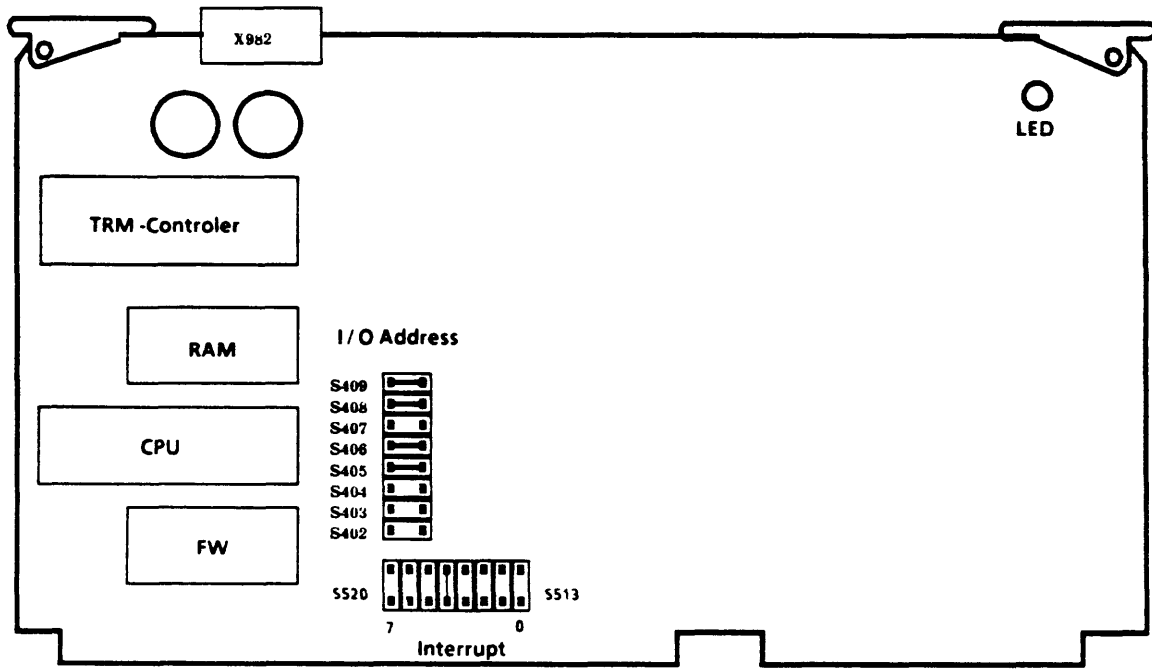 X982
LED
TRM -Controler
RAM
I / O Address
S409
S408
S407
S406
S405
S404
S403
S402
CPU
FW
S520
S513
7
0
Interrupt